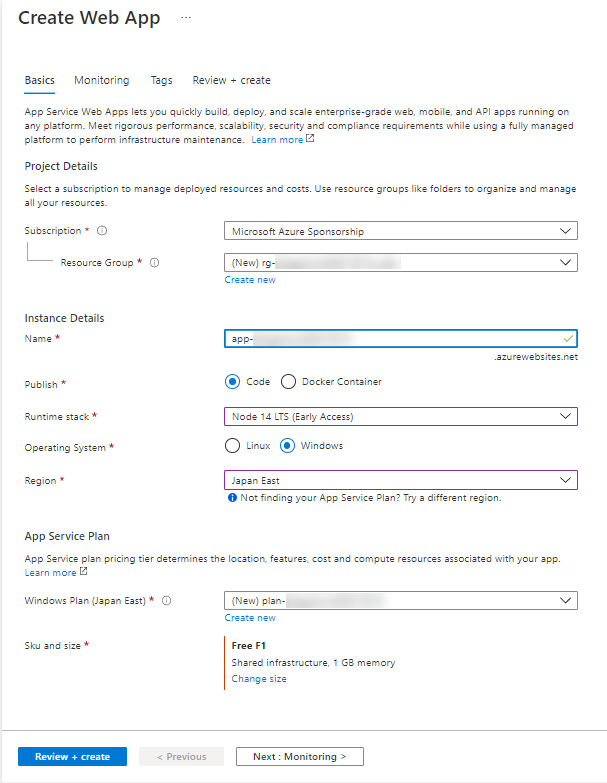 Create Web App ...
Basics Monitoring Tags Review + create
App Service Web Apps lets you quickly build, deploy, and scale enterprise-grade web, mobile, and API apps running on
any platform. Meet rigorous performance, scalability, security and compliance requirements while using a fully managed
platform to perform infrastructure maintenance. Learn more
Project Details
Select a subscription to manage deployed resources and costs. Use resource groups like folders to organize and manage
all your resources.
Subscription * Microsoft Azure Sponsorship
Resource Group * (New) rg-
Create new
Instance Details
Name * app-
.azurewebsites.net
Publish * Code Docker Container
Runtime stack * Node 14 LTS (Early Access)
Operating System * Linux Windows
Region * Japan East
Not finding your App Service Plan? Try a different region.
App Service Plan
App Service plan pricing tier determines the location, features, cost and compute resources associated with your app.
Learn more
Windows Plan (Japan East) * (New) plan-
Create new
Sku and size * Free F1
Shared infrastructure, 1 GB memory
Change size
Review + create < Previous Next : Monitoring >